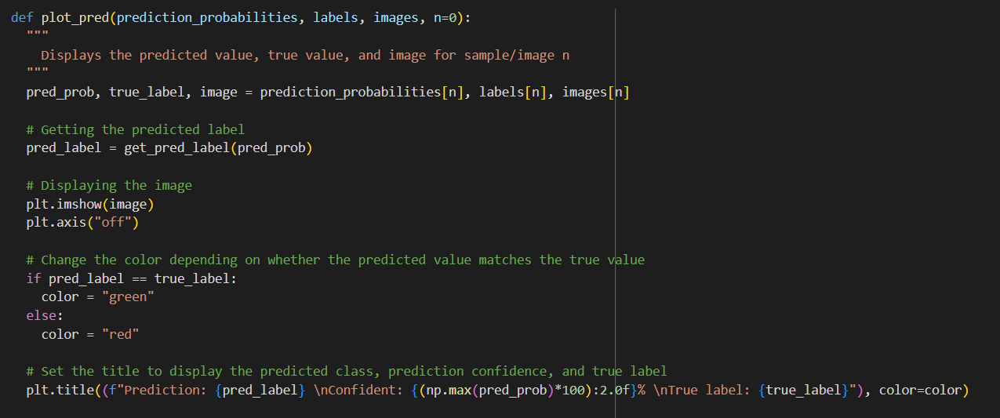 def plot_pred(prediction_probabilities, labels, images, n=0):
"""
Displays the predicted value, true value, and image for sample/image n
"""
pred_prob, true_label, image = prediction_probabilities[n], labels[n], images[n]
# Getting the predicted label
pred_label = get_pred_label(pred_prob)
# Displaying the image
plt.imshow(image)
plt.axis("off")
# Change the color depending on whether the predicted value matches the true value
if pred_label == true_label:
color = "green"
else:
color = "red"
# Set the title to display the predicted class, prediction confidence, and true label
plt.title((f"Prediction: {pred_label} \nConfident: {(np.max(pred_prob)*100):2.0f}% \nTrue label: {true_label}"), color=color)